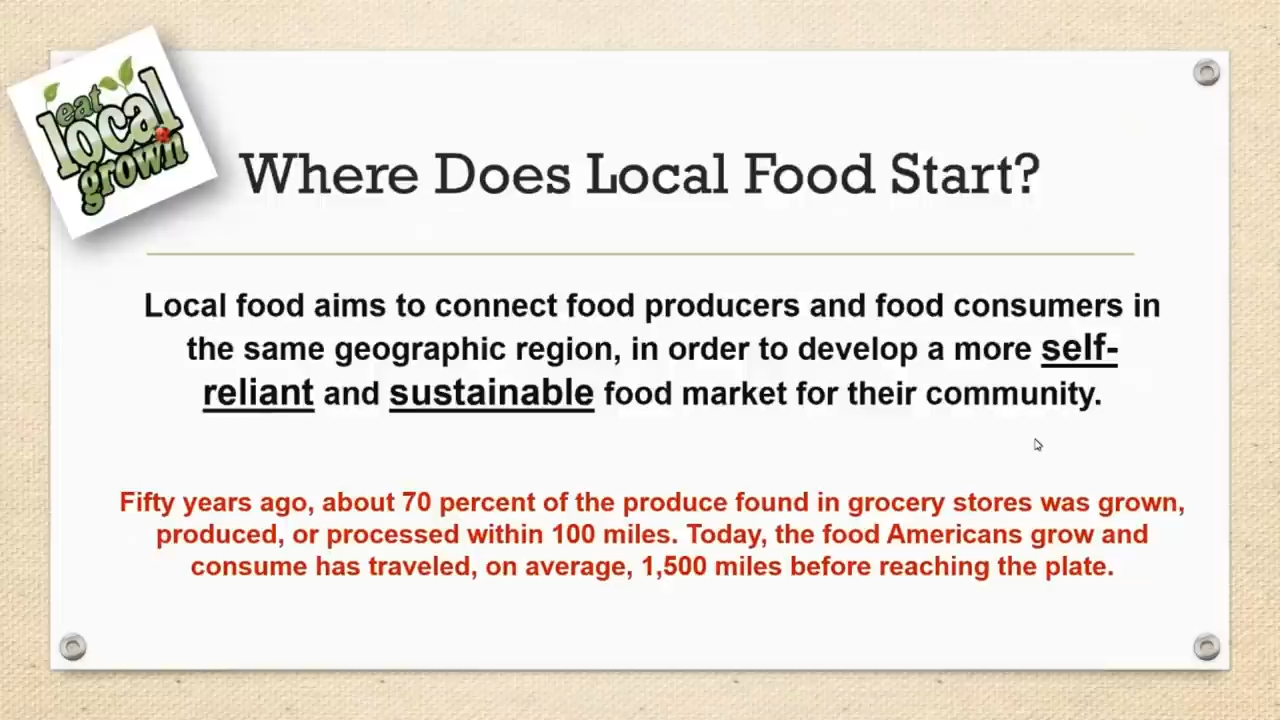 eat
local
grown
Where Does Local Food Start?
Local food aims to connect food producers and food consumers in
the same geographic region, in order to develop a more self-
reliant and sustainable food market for their community.
Fifty years ago, about 70 percent of the produce found in grocery stores was grown,
produced, or processed within 100 miles. Today, the food Americans grow and
consume has traveled, on average, 1,500 miles before reaching the plate.